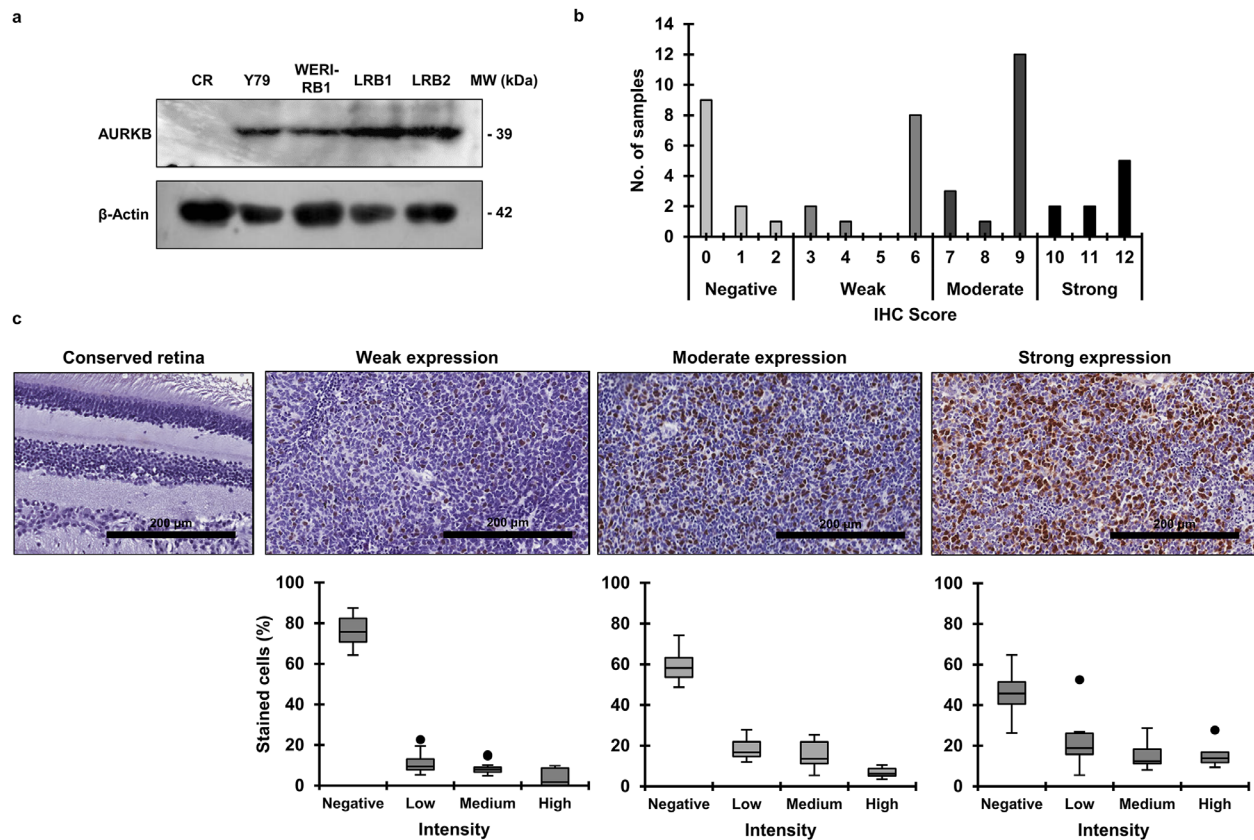 a
CR Y79 WERI-RB1 LRB1 LRB2 MW (kDa)
AURKB - 39
β-Actin - 42
b
No. of samples
14
12
10
8
6
4
2
0
0 1 2 3 4 5 6 7 8 9 10 11 12
Negative Weak Moderate Strong
IHC Score
c
Conserved retina Weak expression Moderate expression Strong expression
200 µm 200 µm 200 µm 200 µm
Stained cells (%)
100
80
60
40
20
0
Negative Low Medium High
Intensity
100
80
60
40
20
0
Negative Low Medium High
Intensity
100
80
60
40
20
0
Negative Low Medium High
Intensity